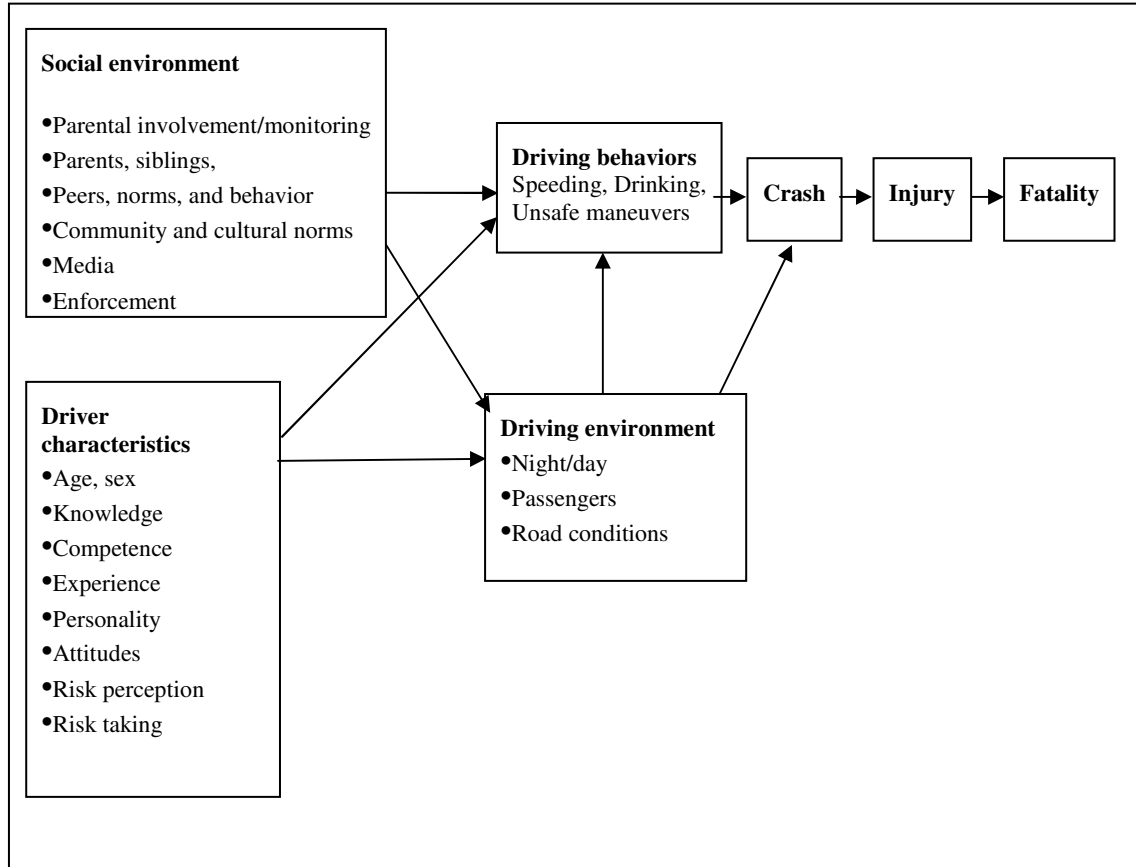 Social environment
•Parental involvement/monitoring
•Parents, siblings,
•Peers, norms, and behavior
•Community and cultural norms
•Media
•Enforcement
Driver
characteristics
•Age, sex
•Knowledge
•Competence
•Experience
•Personality
•Attitudes
•Risk perception
•Risk taking
Driving behaviors
Speeding, Drinking,
Unsafe maneuvers
Driving environment
•Night/day
•Passengers
•Road conditions
Crash
Injury
Fatality